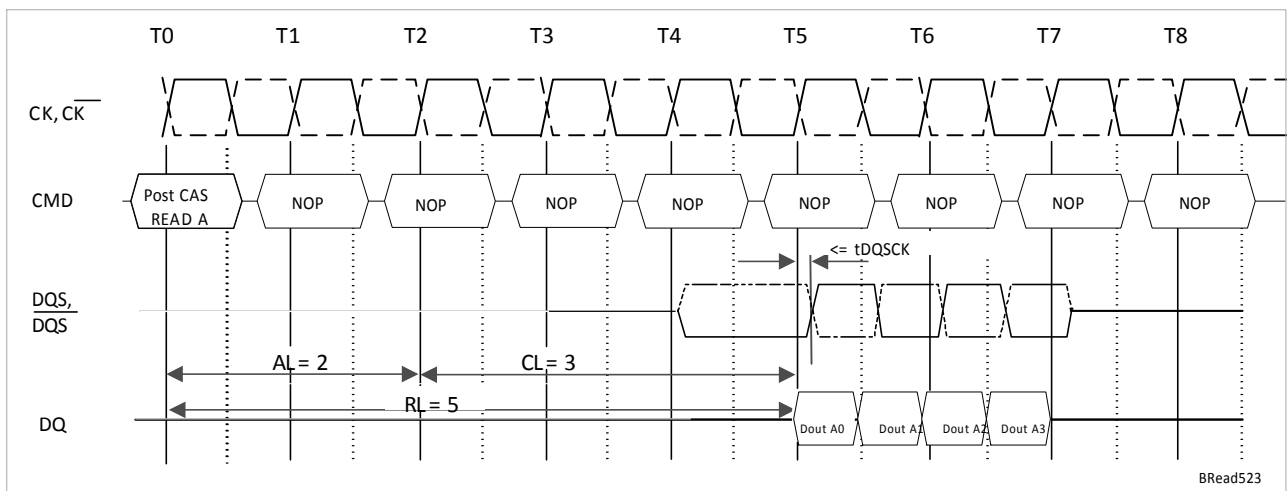 T0 T1 T2 T3 T4 T5 T6 T7 T8
CK, CK
CMD
Post CAS
READ A
NOP NOP NOP NOP NOP NOP NOP NOP
<= tDQSCK
DQS,
DQS
AL = 2 CL = 3
RL = 5
DQ
Dout A0 Dout A1 Dout A2 Dout A3
BRead523